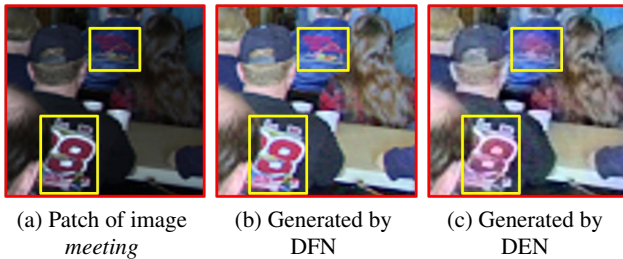 (a) Patch of image
meeting
(b) Generated by
DFN
(c) Generated by
DEN